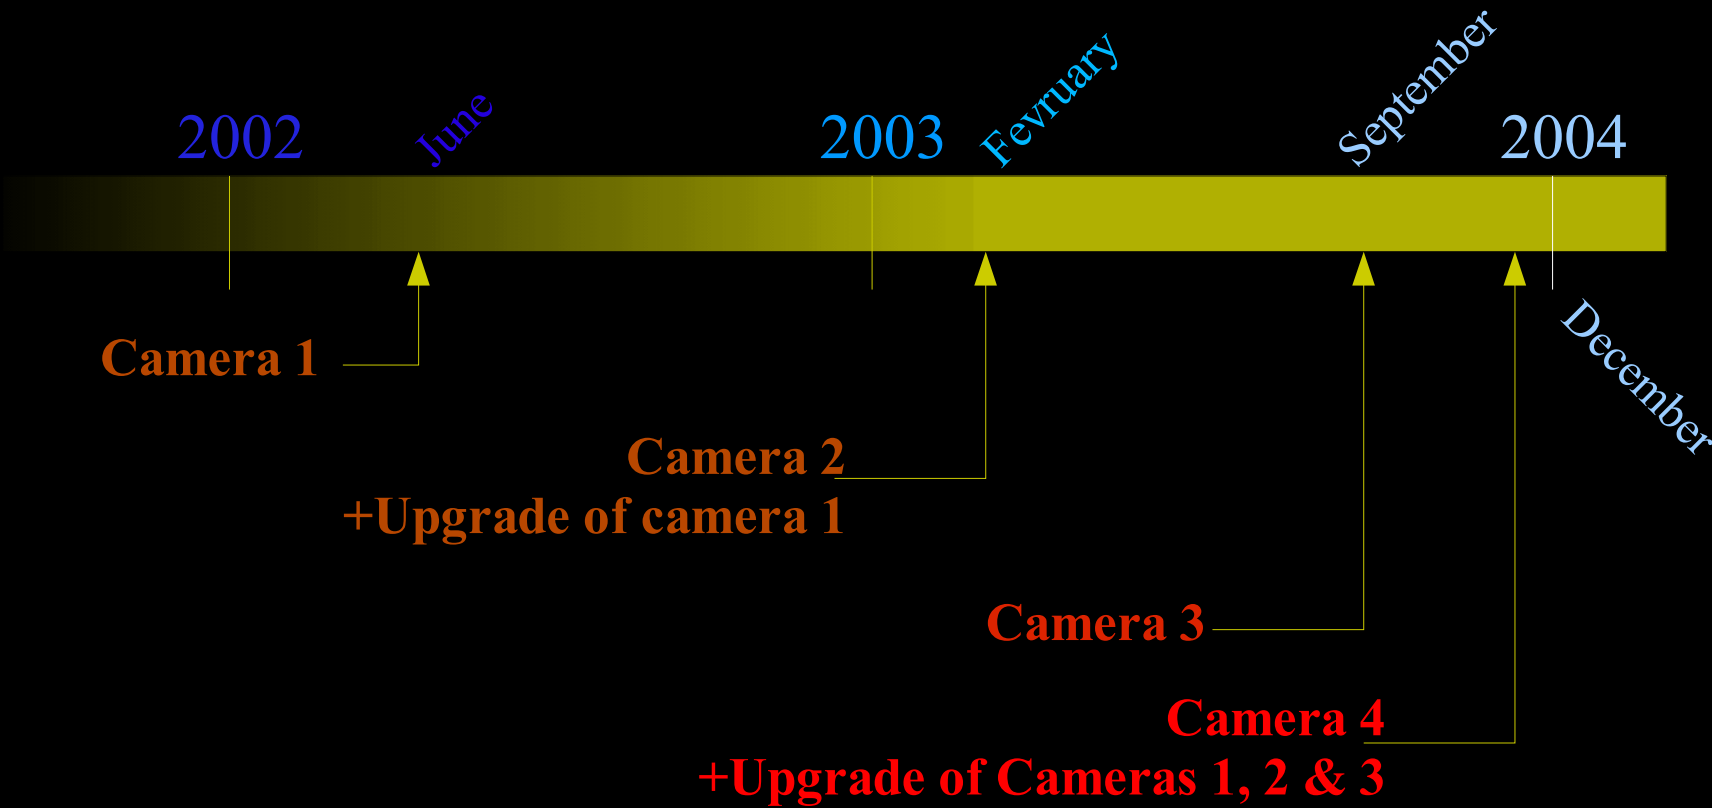 2002
June
2003
Fevruary
September
2004
December
Camera 1
Camera 2
+Upgrade of camera 1
Camera 3
Camera 4
+Upgrade of Cameras 1, 2 & 3